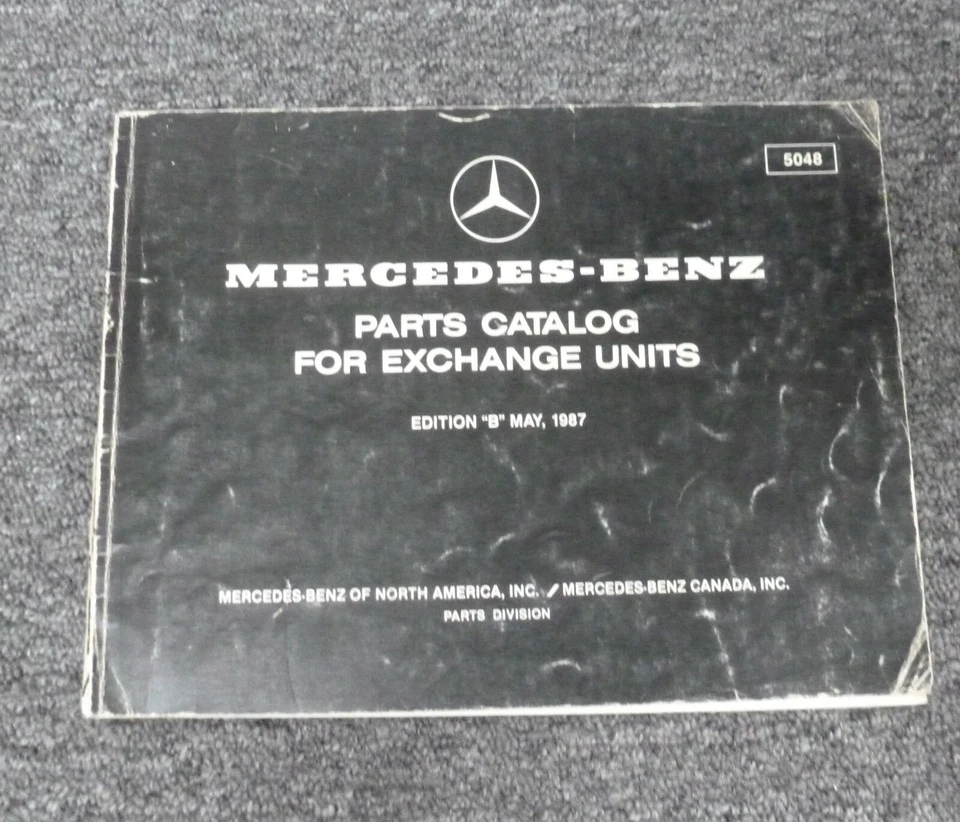 5048
MERCEDES-BENZ
PARTS CATALOG
FOR EXCHANGE UNITS
EDITION "B" MAY, 1987
MERCEDES-BENZ OF NORTH AMERICA, INC. / MERCEDES-BENZ CANADA, INC.
PARTS DIVISION